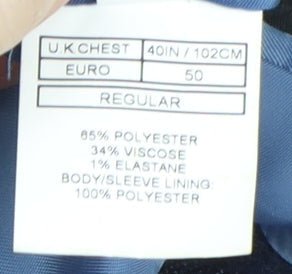 U.K.CHEST 40IN / 102CM
EURO 50
REGULAR
65% POLYESTER
34% VISCOSE
1% ELASTANE
BODY/SLEEVE LINING:
100% POLYESTER